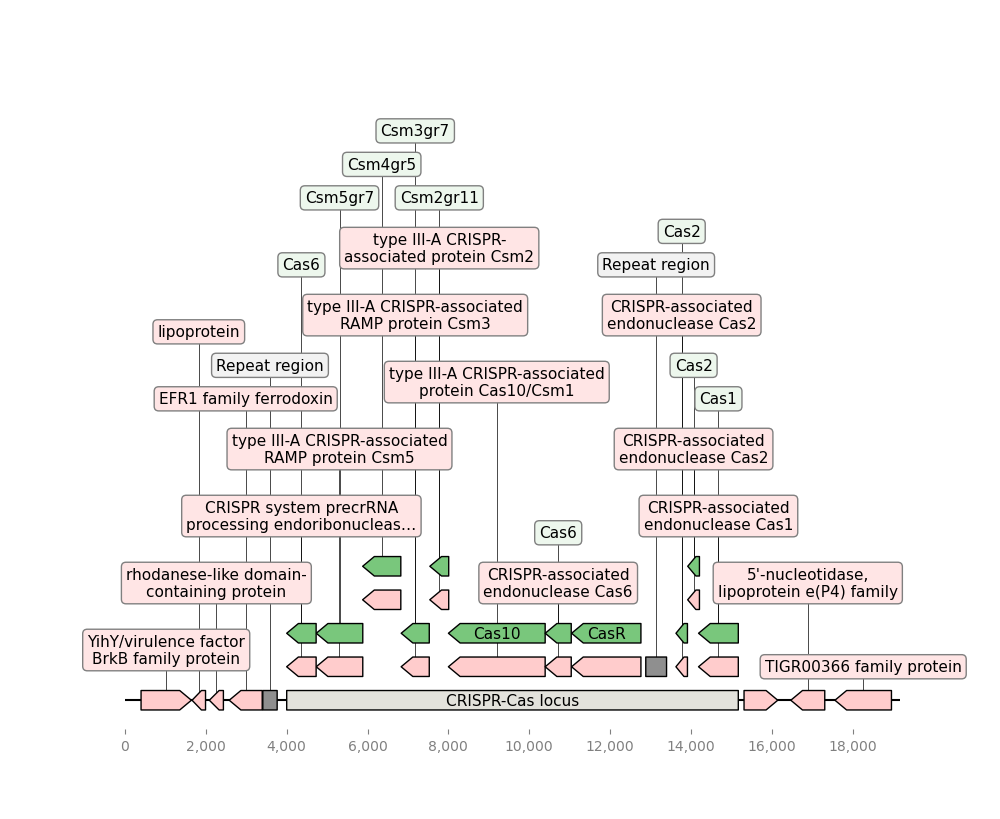 Csm3gr7
Csm4gr5
Csm5gr7
Csm2gr11
Cas2
type III-A CRISPR-
associated protein Csm2
Cas6
Repeat region
type III-A CRISPR-associated
RAMP protein Csm3
CRISPR-associated
endonuclease Cas2
lipoprotein
Repeat region
Cas2
type III-A CRISPR-associated
protein Cas10/Csm1
EFR1 family ferrodoxin
Cas1
type III-A CRISPR-associated
RAMP protein Csm5
CRISPR-associated
endonuclease Cas2
CRISPR system precrRNA
processing endoribonucleas…
CRISPR-associated
endonuclease Cas1
Cas6
rhodanese-like domain-
containing protein
CRISPR-associated
endonuclease Cas6
5'-nucleotidase,
lipoprotein e(P4) family
Cas10
CasR
YihY/virulence factor
BrkB family protein
TIGR00366 family protein
CRISPR-Cas locus
0 2,000 4,000 6,000 8,000 10,000 12,000 14,000 16,000 18,000